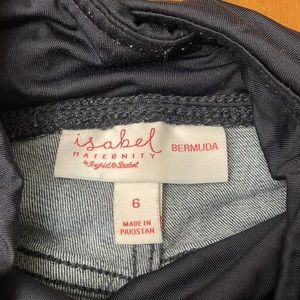 isabel
MATERNITY
by Ingrid & Isabel
BERMUDA
6
MADE IN
PAKISTAN